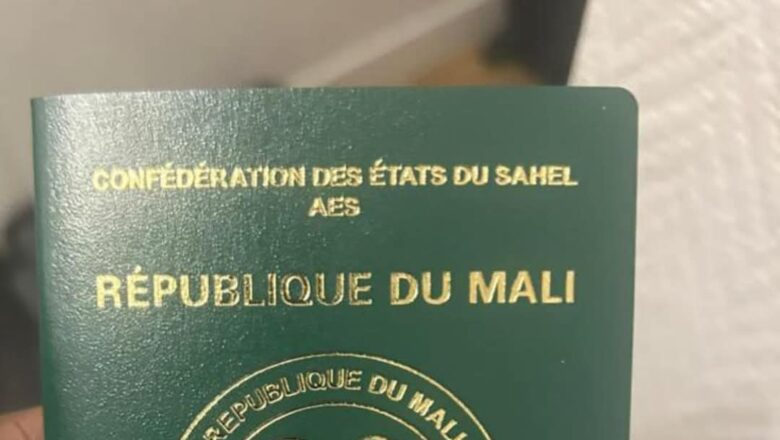 CONFÉDÉRATION DES ÉTATS DU SAHEL
AES
RÉPUBLIQUE DU MALI
RÉPUBLIQUE DU MALI